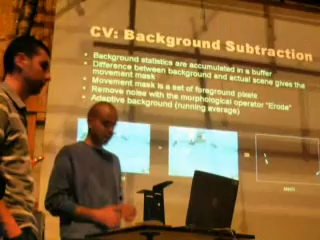 CV: Background Subtraction
• Background statistics are accumulated in a buffer
• Difference between background and actual scene gives the
movement mask
• Movement mask is a set of foreground pixels
• Remove noise with the morphological operator "Erode"
• Adaptive background (running average)